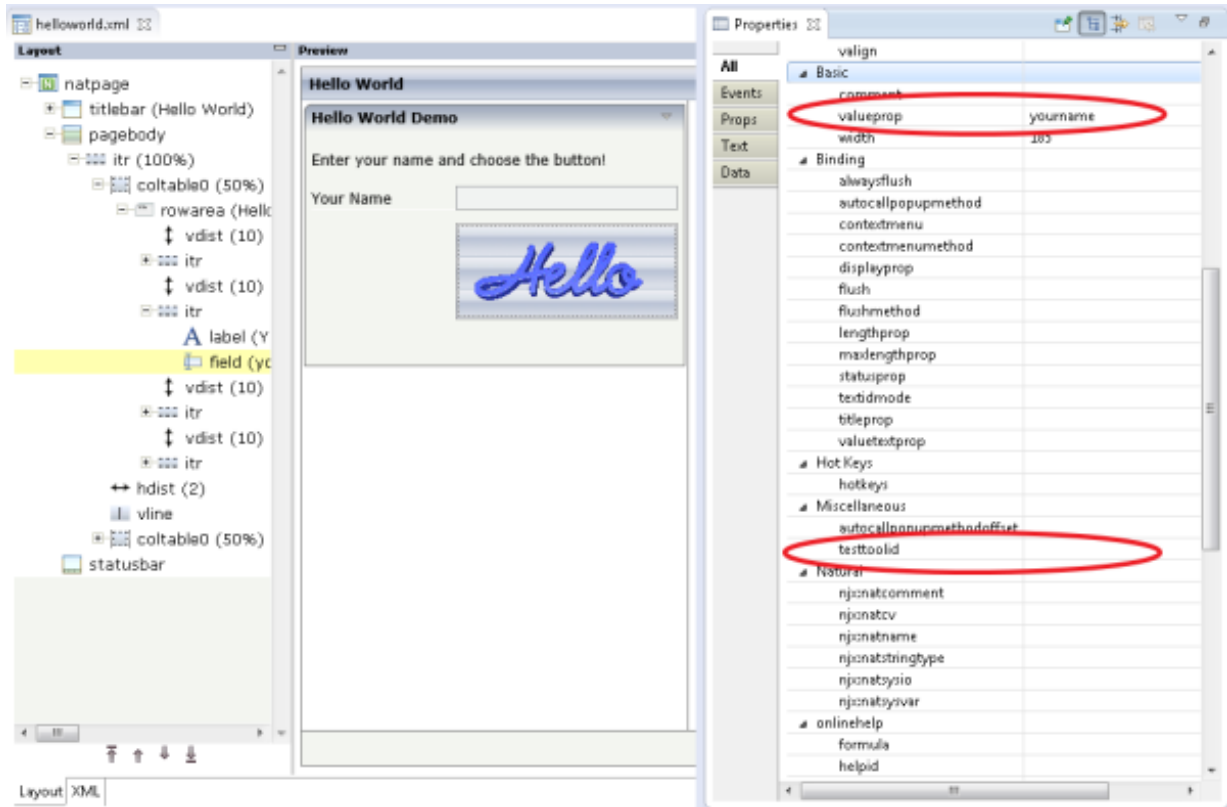 helloworld.xml
Layout
natpage
titlebar (Hello World)
pagebody
itr (100%)
coltable0 (50%)
rowarea (Hello
vdist (10)
itr
vdist (10)
itr
label (Y
field (yo
vdist (10)
itr
vdist (10)
itr
hdist (2)
vline
coltable0 (50%)
statusbar
Layout XML
Preview
Hello World
Hello World Demo
Enter your name and choose the button!
Your Name
Hello
Properties
All
Events
Props
Text
Data
valign
Basic
comment
valueprop yourname
width 185
Binding
alwaysflush
autocallpopupmethod
contextmenu
contextmenumethod
displayprop
flush
flushmethod
lengthprop
maxlengthprop
statusprop
textidmode
titleprop
valuetextprop
Hot Keys
hotkeys
Miscellaneous
autocallpopupmethodoffset
testtoolid
Natural
njx:natcomment
njx:natcv
njx:natname
njx:natstringtype
njx:natsysio
njx:natsysvar
onlinehelp
formula
helpid